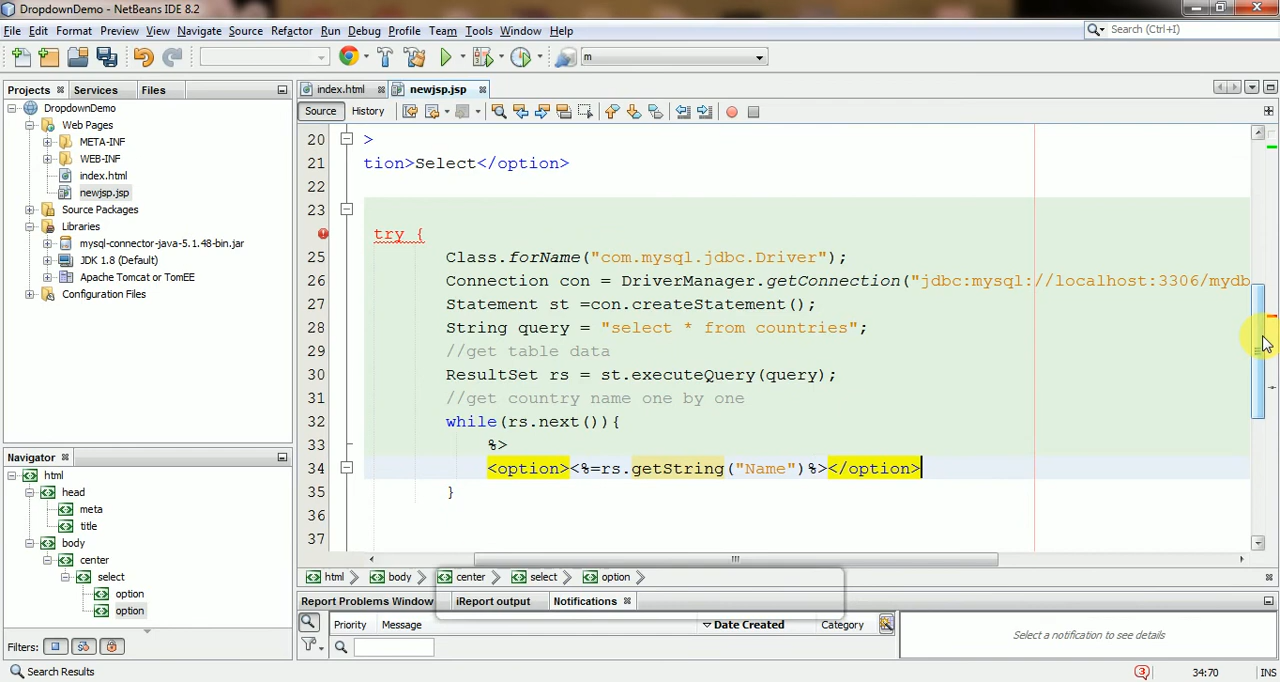 DropdownDemo - NetBeans IDE 8.2
File Edit Format Preview View Navigate Source Refactor Run Debug Profile Team Tools Window Help
Search (Ctrl+I)
m
Projects Services Files
index.html newjsp.jsp
Source History
DropdownDemo
Web Pages
META-INF
WEB-INF
index.html
newjsp.jsp
Source Packages
Libraries
mysql-connector-java-5.1.48-bin.jar
JDK 1.8 (Default)
Apache Tomcat or TomEE
Configuration Files
20 >
21 tion>Select</option>
22
23
try {
25 Class.forName("com.mysql.jdbc.Driver");
26 Connection con = DriverManager.getConnection("jdbc:mysql://localhost:3306/mydb
27 Statement st =con.createStatement();
28 String query = "select * from countries";
29 //get table data
30 ResultSet rs = st.executeQuery(query);
31 //get country name one by one
32 while(rs.next()){
33 %>
34 <option><%=rs.getString("Name")%></option>
35 }
36
37
Navigator
html
head
meta
title
body
center
select
option
option
Filters:
html body center select option
Report Problems Window iReport output Notifications
Priority Message Date Created Category
Select a notification to see details
Search Results
3 34:70 INS